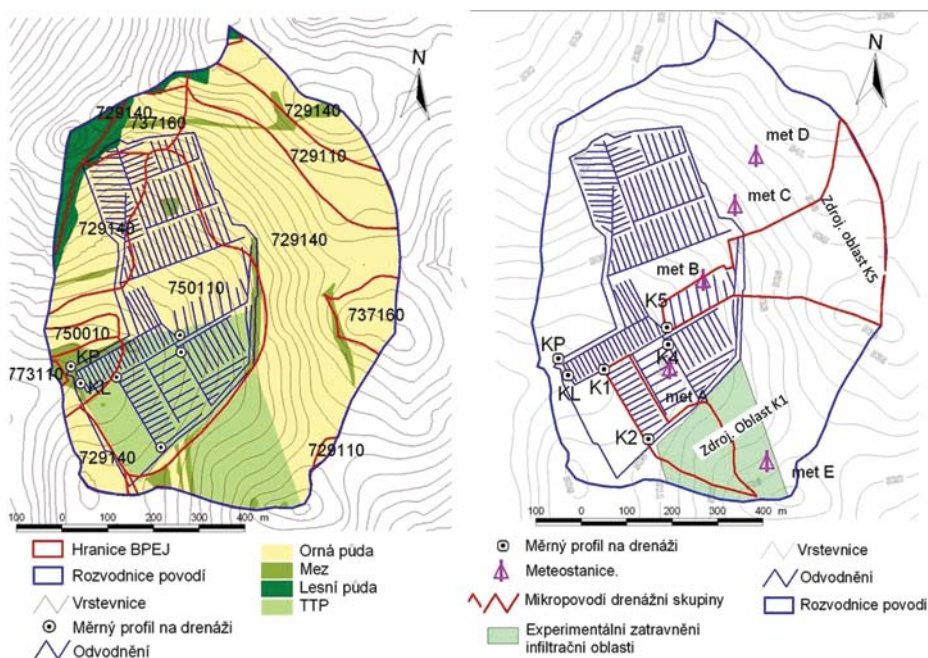 N
729140
737160
729140
729110
729140
729140
750110
750010
737160
KP
773110
KL
729140
729110
100 0 100 200 300 400 m
Hranice BPEJ
Rozvodnice povodí
Vrstevnice
Měrný profil na drenáži
Odvodnění
Orná půda
Mez
Lesní půda
TTP
N
met D
met C
Zdroj. oblast K5
met B
K5
KP
K4
KL
K1
met A
Zdroj. Oblast K1
K2
met E
100 0 100 200 300 400 m
Měrný profil na drenáži
Meteostanice.
Mikropovodí drenážní skupiny
Experimentální zatravnění
infiltrační oblasti
Vrstevnice
Odvodnění
Rozvodnice povodí